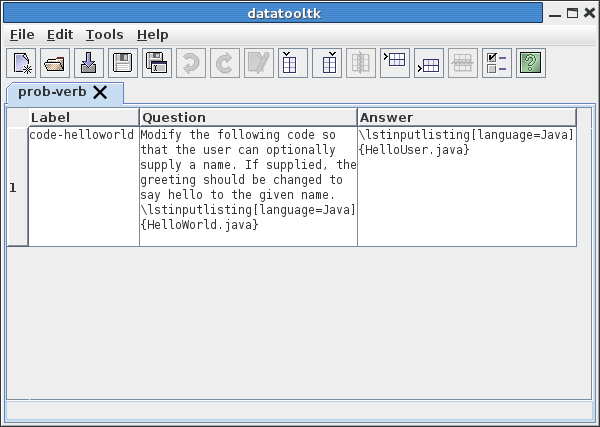 datatooltk
File Edit Tools Help
prob-verb
Label Question Answer
1
code-helloworld
Modify the following code so
that the user can optionally
supply a name. If supplied, the
greeting should be changed to
say hello to the given name.
\lstinputlisting[language=Java]
{HelloWorld.java}
\lstinputlisting[language=Java]
{HelloUser.java}